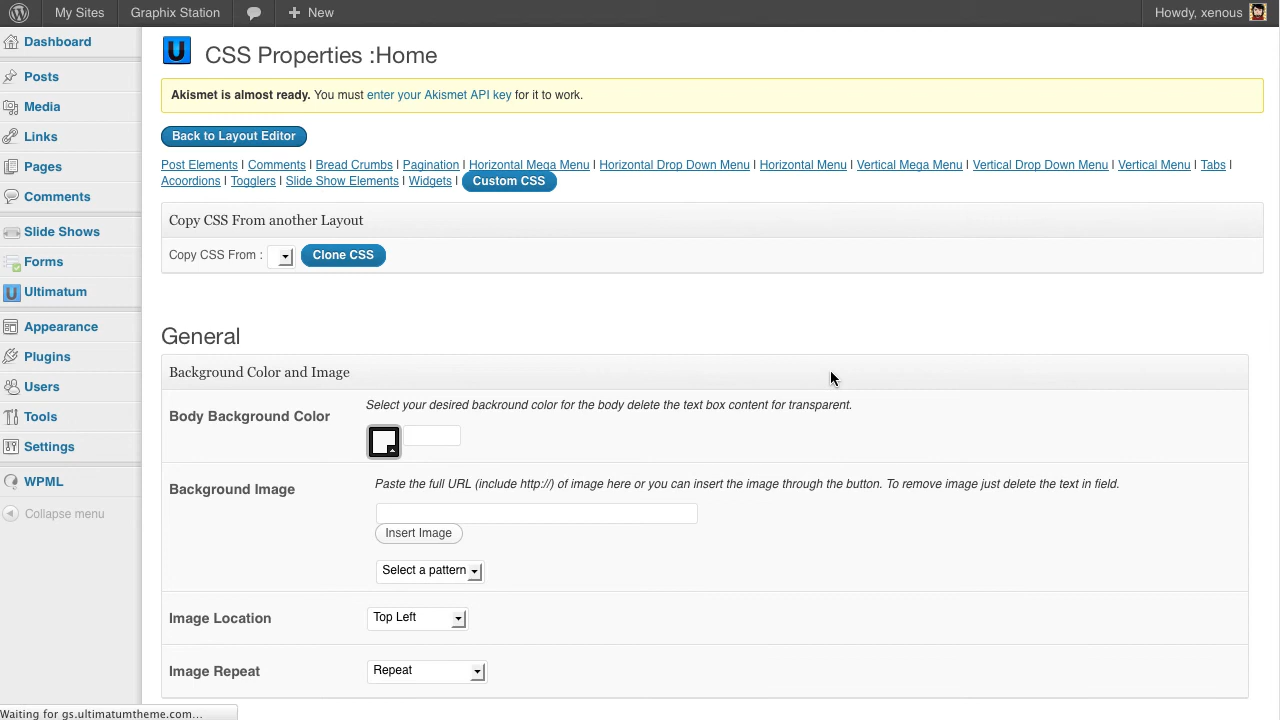 My Sites Graphix Station New Howdy, xenous
Dashboard
Posts
Media
Links
Pages
Comments
Slide Shows
Forms
Ultimatum
Appearance
Plugins
Users
Tools
Settings
WPML
Collapse menu
CSS Properties :Home
Akismet is almost ready. You must enter your Akismet API key for it to work.
Back to Layout Editor
Post Elements | Comments | Bread Crumbs | Pagination | Horizontal Mega Menu | Horizontal Drop Down Menu | Horizontal Menu | Vertical Mega Menu | Vertical Drop Down Menu | Vertical Menu | Tabs |
Acoordions | Togglers | Slide Show Elements | Widgets | Custom CSS
Copy CSS From another Layout
Copy CSS From : Clone CSS
General
Background Color and Image
Body Background Color
Select your desired backround color for the body delete the text box content for transparent.
Background Image
Paste the full URL (include http://) of image here or you can insert the image through the button. To remove image just delete the text in field.
Insert Image
Select a pattern
Image Location Top Left
Image Repeat Repeat
Waiting for gs.ultimatumtheme.com...